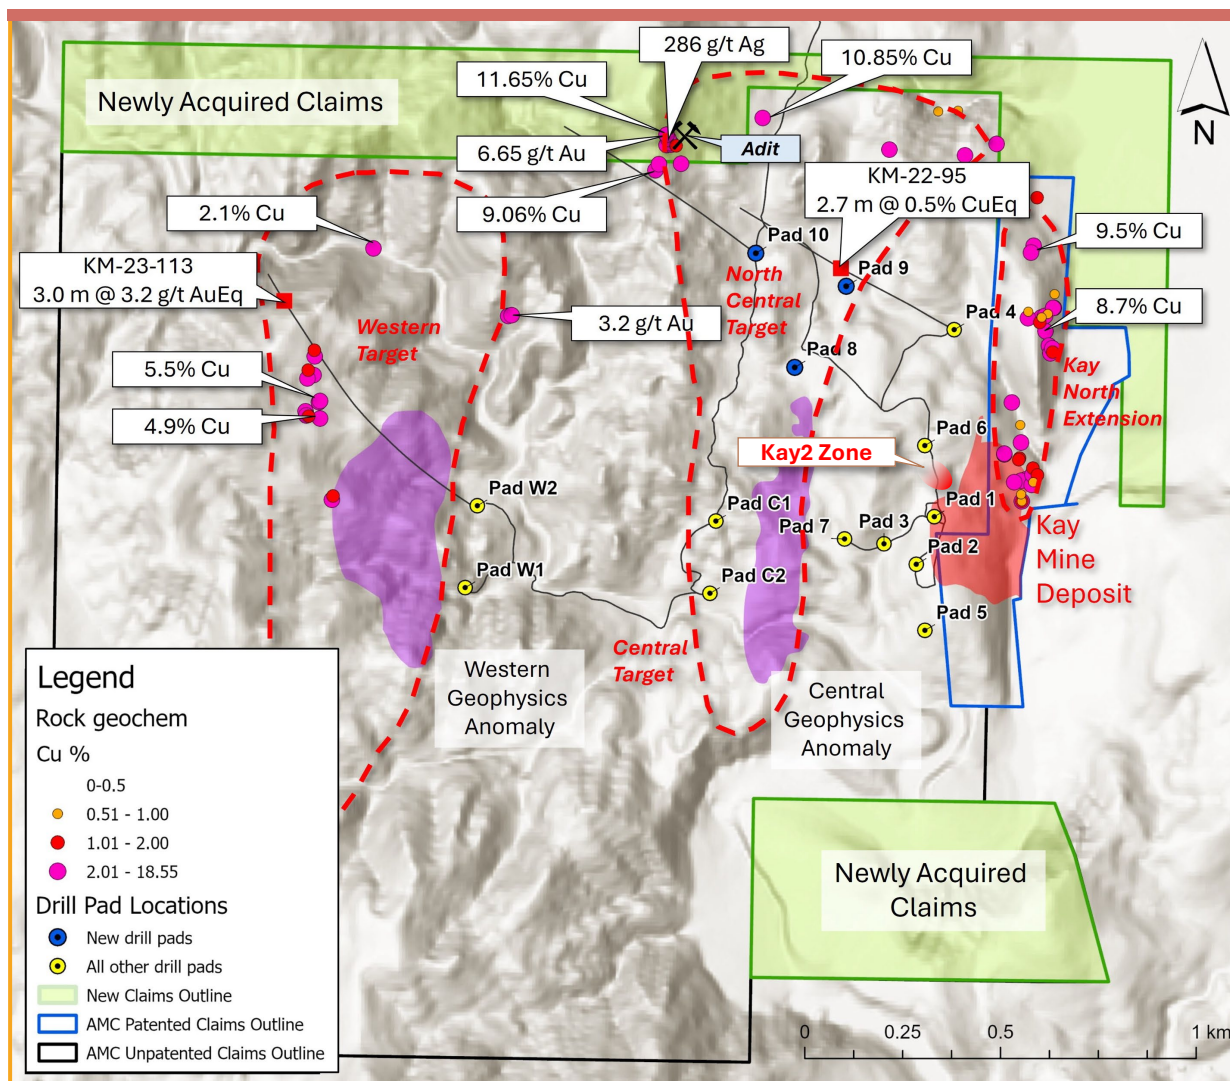 286 g/t Ag
10.85% Cu
11.65% Cu
Newly Acquired Claims
N
6.65 g/t Au
Adit
KM-22-95
2.7 m @ 0.5% CuEq
2.1% Cu
9.06% Cu
9.5% Cu
Pad 10
KM-23-113
3.0 m @ 3.2 g/t AuEq
North
Central
Target
Pad 9
8.7% Cu
Western
Target
3.2 g/t Au
Pad 4
Pad 8
Kay
North
Extension
5.5% Cu
4.9% Cu
Pad 6
Kay2 Zone
Pad W2
Pad C1
Pad 1
Pad 7
Pad 3
Kay
Mine
Deposit
Pad 2
Pad W1
Pad C2
Pad 5
Central
Target
Western
Geophysics
Anomaly
Central
Geophysics
Anomaly
Legend
Rock geochem
Cu %
0-0.5
0.51 - 1.00
1.01 - 2.00
2.01 - 18.55
Drill Pad Locations
New drill pads
All other drill pads
New Claims Outline
AMC Patented Claims Outline
AMC Unpatented Claims Outline
Newly Acquired
Claims
0 0.25 0.5 1 km